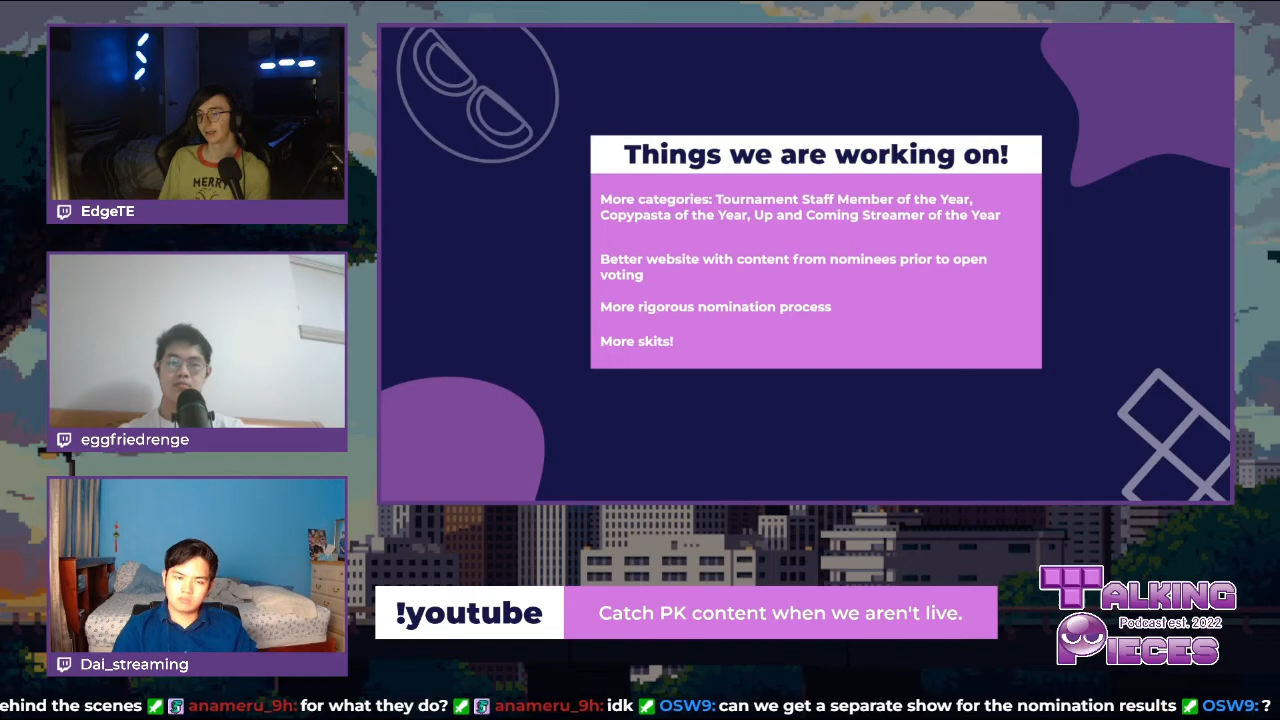 EdgeTE
MERRY
eggfriedrenge
Dai_streaming
Things we are working on!
More categories: Tournament Staff Member of the Year,
Copypasta of the Year, Up and Coming Streamer of the Year
Better website with content from nominees prior to open
voting
More rigorous nomination process
More skits!
!youtube
Catch PK content when we aren't live.
TALKING
Podcast est. 2022
PIECES
ehind the scenes anameru_9h: for what they do? anameru_9h: idk OSW9: can we get a separate show for the nomination results OSW9: ?